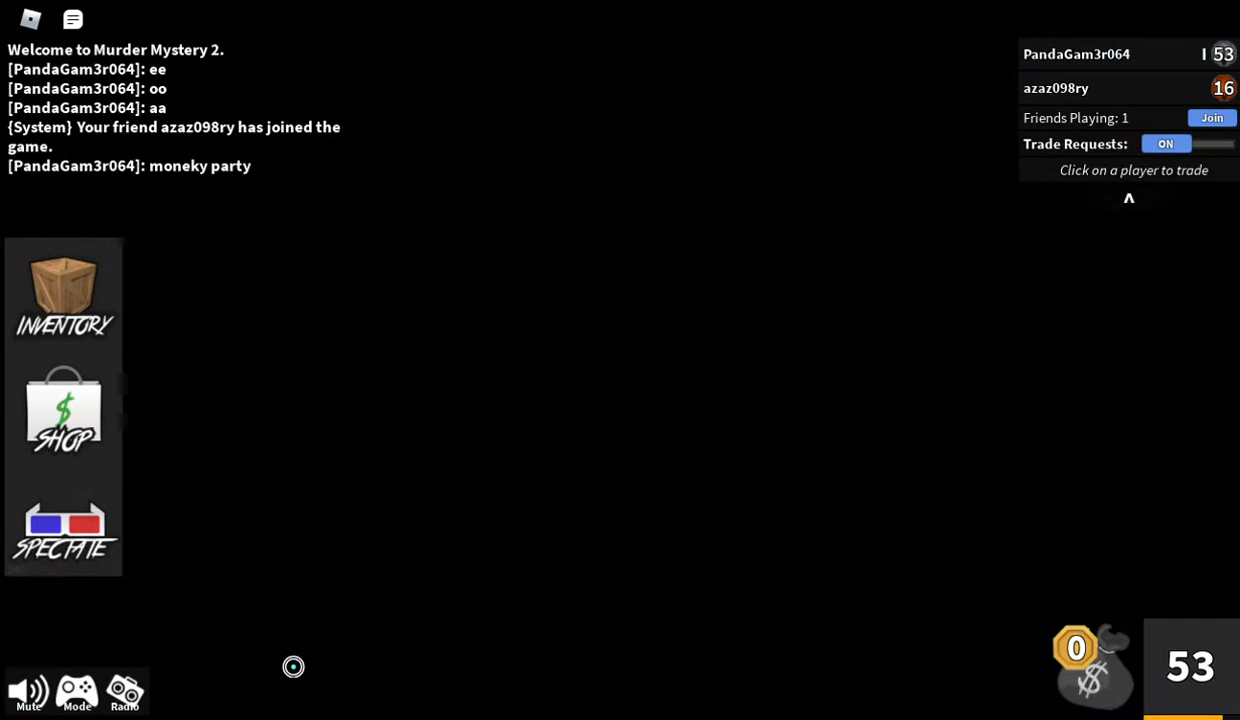 Welcome to Murder Mystery 2.
[PandaGam3r064]: ee
[PandaGam3r064]: oo
[PandaGam3r064]: aa
{System} Your friend azaz098ry has joined the
game.
[PandaGam3r064]: moneky party
PandaGam3r064 I 53
azaz098ry 16
Friends Playing: 1 Join
Trade Requests: ON
Click on a player to trade
^
INVENTORY
$
SHOP
SPECTATE
Mute Mode Radio
0
$
53